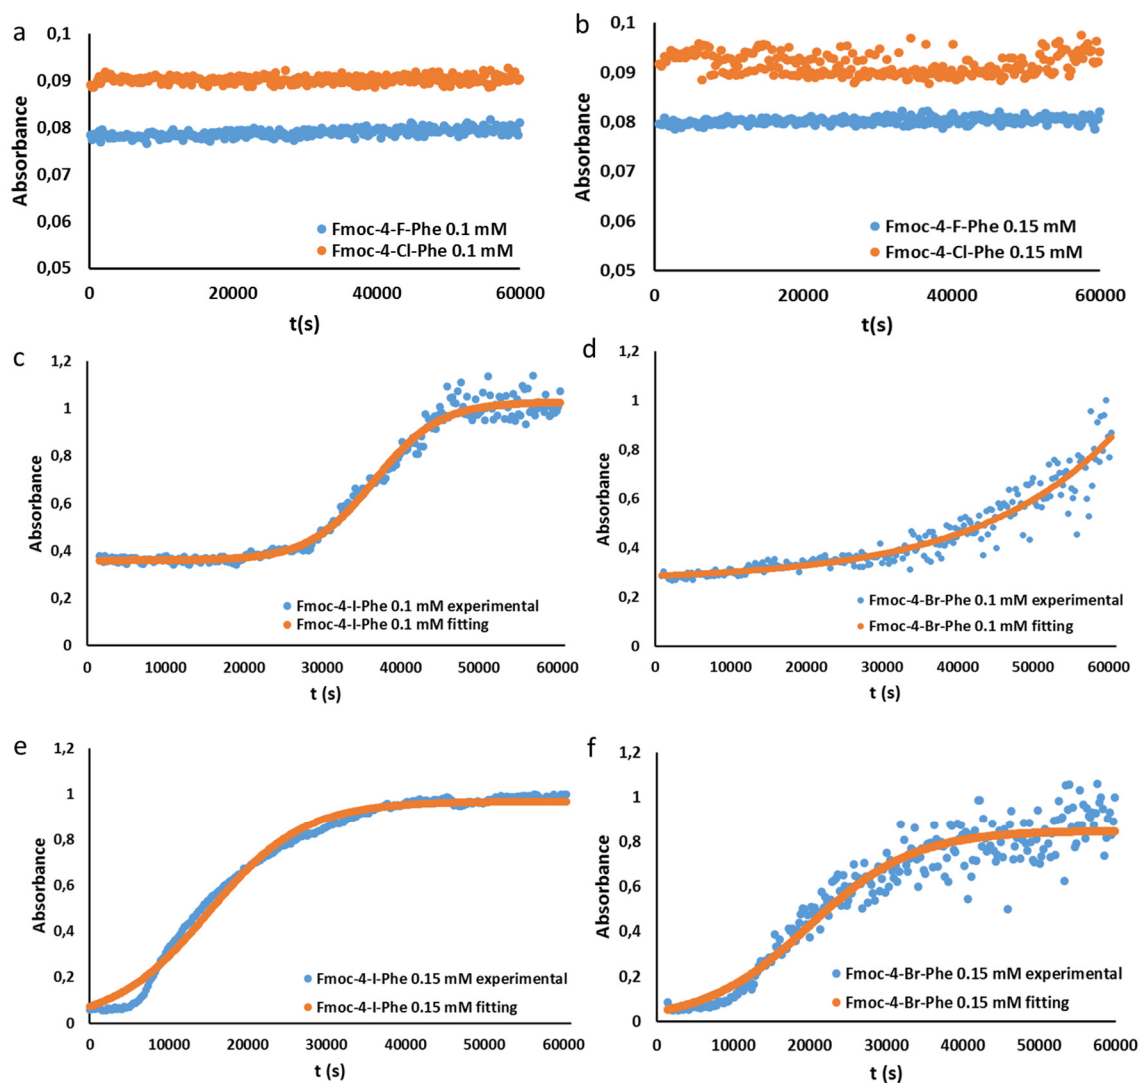 a
0,1
0,09
0,08
0,07
0,06
0,05
Absorbance
Fmoc-4-F-Phe 0.1 mM
Fmoc-4-Cl-Phe 0.1 mM
0 20000 40000 60000
t(s)
b
0,1
0,09
0,08
0,07
0,06
0,05
Absorbance
Fmoc-4-F-Phe 0.15 mM
Fmoc-4-Cl-Phe 0.15 mM
0 20000 40000 60000
t(s)
c
1,2
1
0,8
0,6
0,4
0,2
0
Absorbance
Fmoc-4-I-Phe 0.1 mM experimental
Fmoc-4-I-Phe 0.1 mM fitting
0 10000 20000 30000 40000 50000 60000
t (s)
d
1,2
1
0,8
0,6
0,4
0,2
0
Absorbance
Fmoc-4-Br-Phe 0.1 mM experimental
Fmoc-4-Br-Phe 0.1 mM fitting
0 10000 20000 30000 40000 50000 60000
t (s)
e
1,2
1
0,8
0,6
0,4
0,2
0
Absorbance
Fmoc-4-I-Phe 0.15 mM experimental
Fmoc-4-I-Phe 0.15 mM fitting
0 10000 20000 30000 40000 50000 60000
t (s)
f
1,2
1
0,8
0,6
0,4
0,2
0
Absorbance
Fmoc-4-Br-Phe 0.15 mM experimental
Fmoc-4-Br-Phe 0.15 mM fitting
0 10000 20000 30000 40000 50000 60000
t (s)